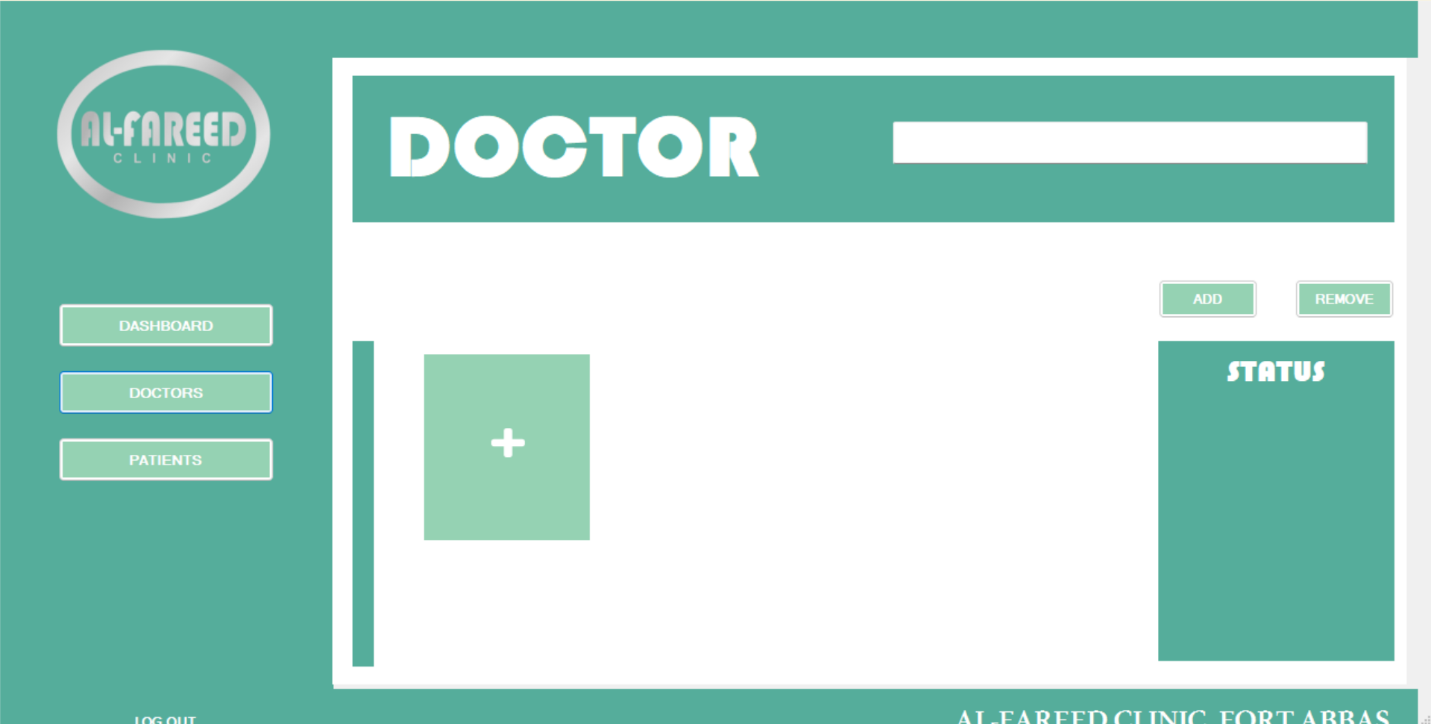 AL-FAREED
CLINIC
DOCTOR
ADD
REMOVE
DASHBOARD
DOCTORS
PATIENTS
STATUS
LOG OUT
AL-FAREED CLINIC, FORT ABBAS